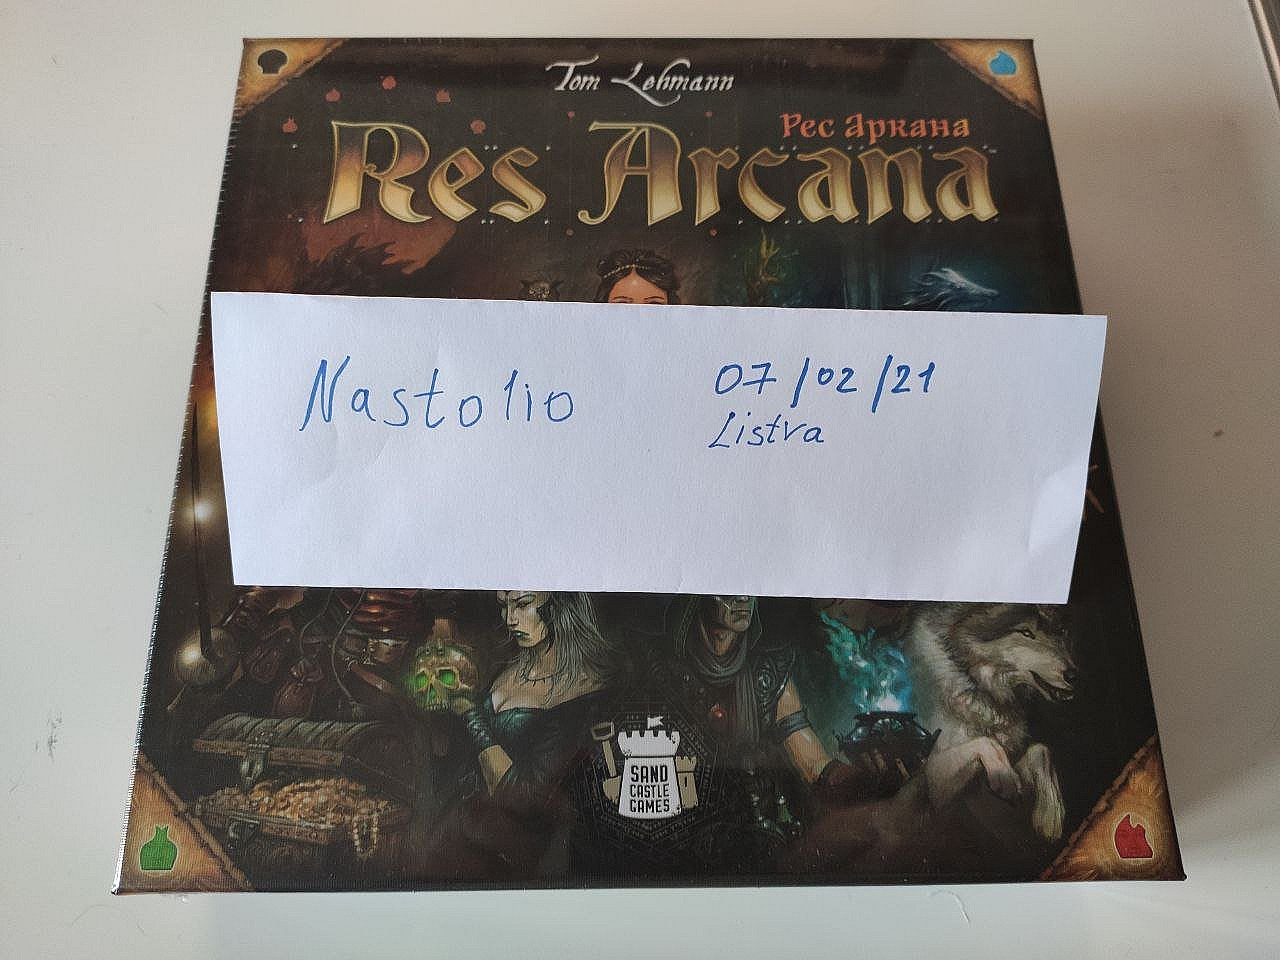 Tom Lehmann
Рес Аркана
Res Arcana
Nastolio
07/02/21
Listva
SAND
CASTLE
GAMES